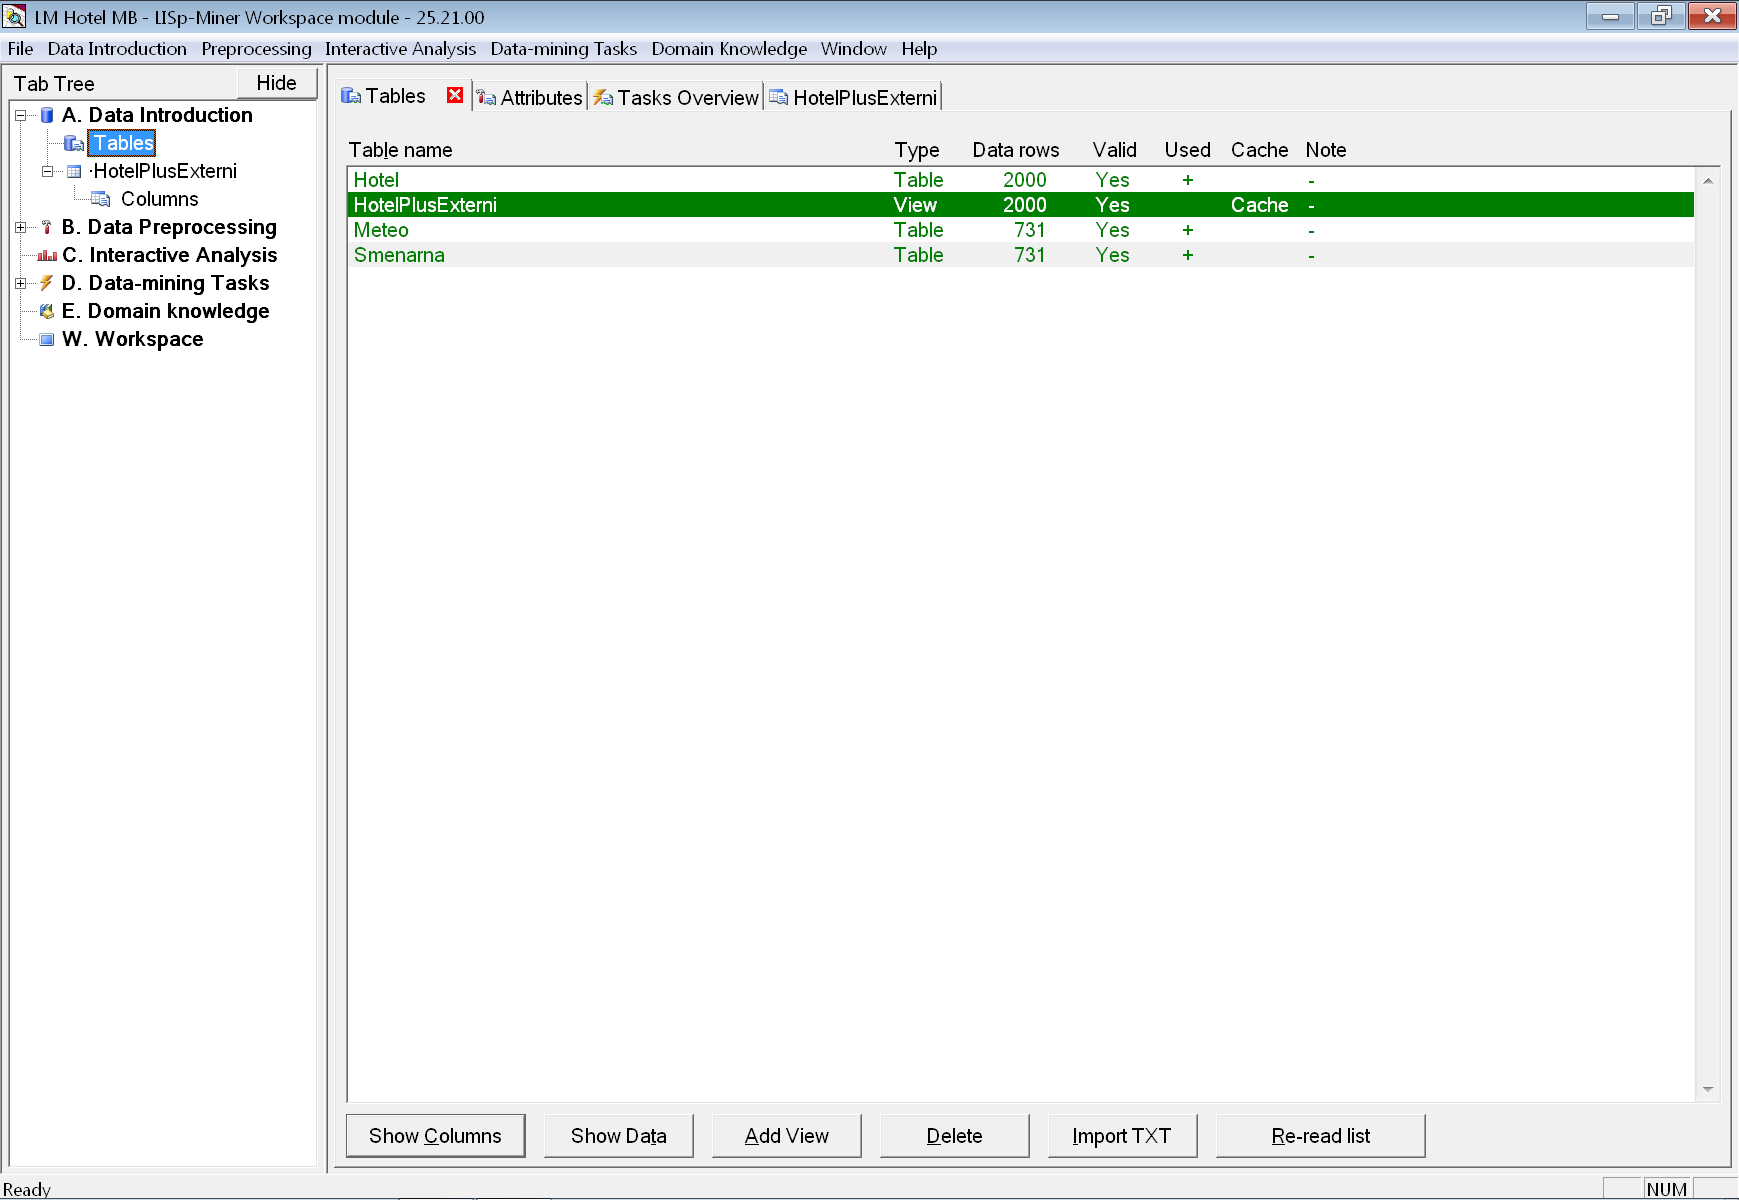 LM Hotel MB - LISp-Miner Workspace module - 25.21.00
File Data Introduction Preprocessing Interactive Analysis Data-mining Tasks Domain Knowledge Window Help
Tab Tree Hide
A. Data Introduction
Tables
·HotelPlusExterni
Columns
B. Data Preprocessing
C. Interactive Analysis
D. Data-mining Tasks
E. Domain knowledge
W. Workspace
Tables Attributes Tasks Overview HotelPlusExterni
Table name Type Data rows Valid Used Cache Note
Hotel Table 2000 Yes + -
HotelPlusExterni View 2000 Yes Cache -
Meteo Table 731 Yes + -
Smenarna Table 731 Yes + -
Show Columns Show Data Add View Delete Import TXT Re-read list
Ready NUM